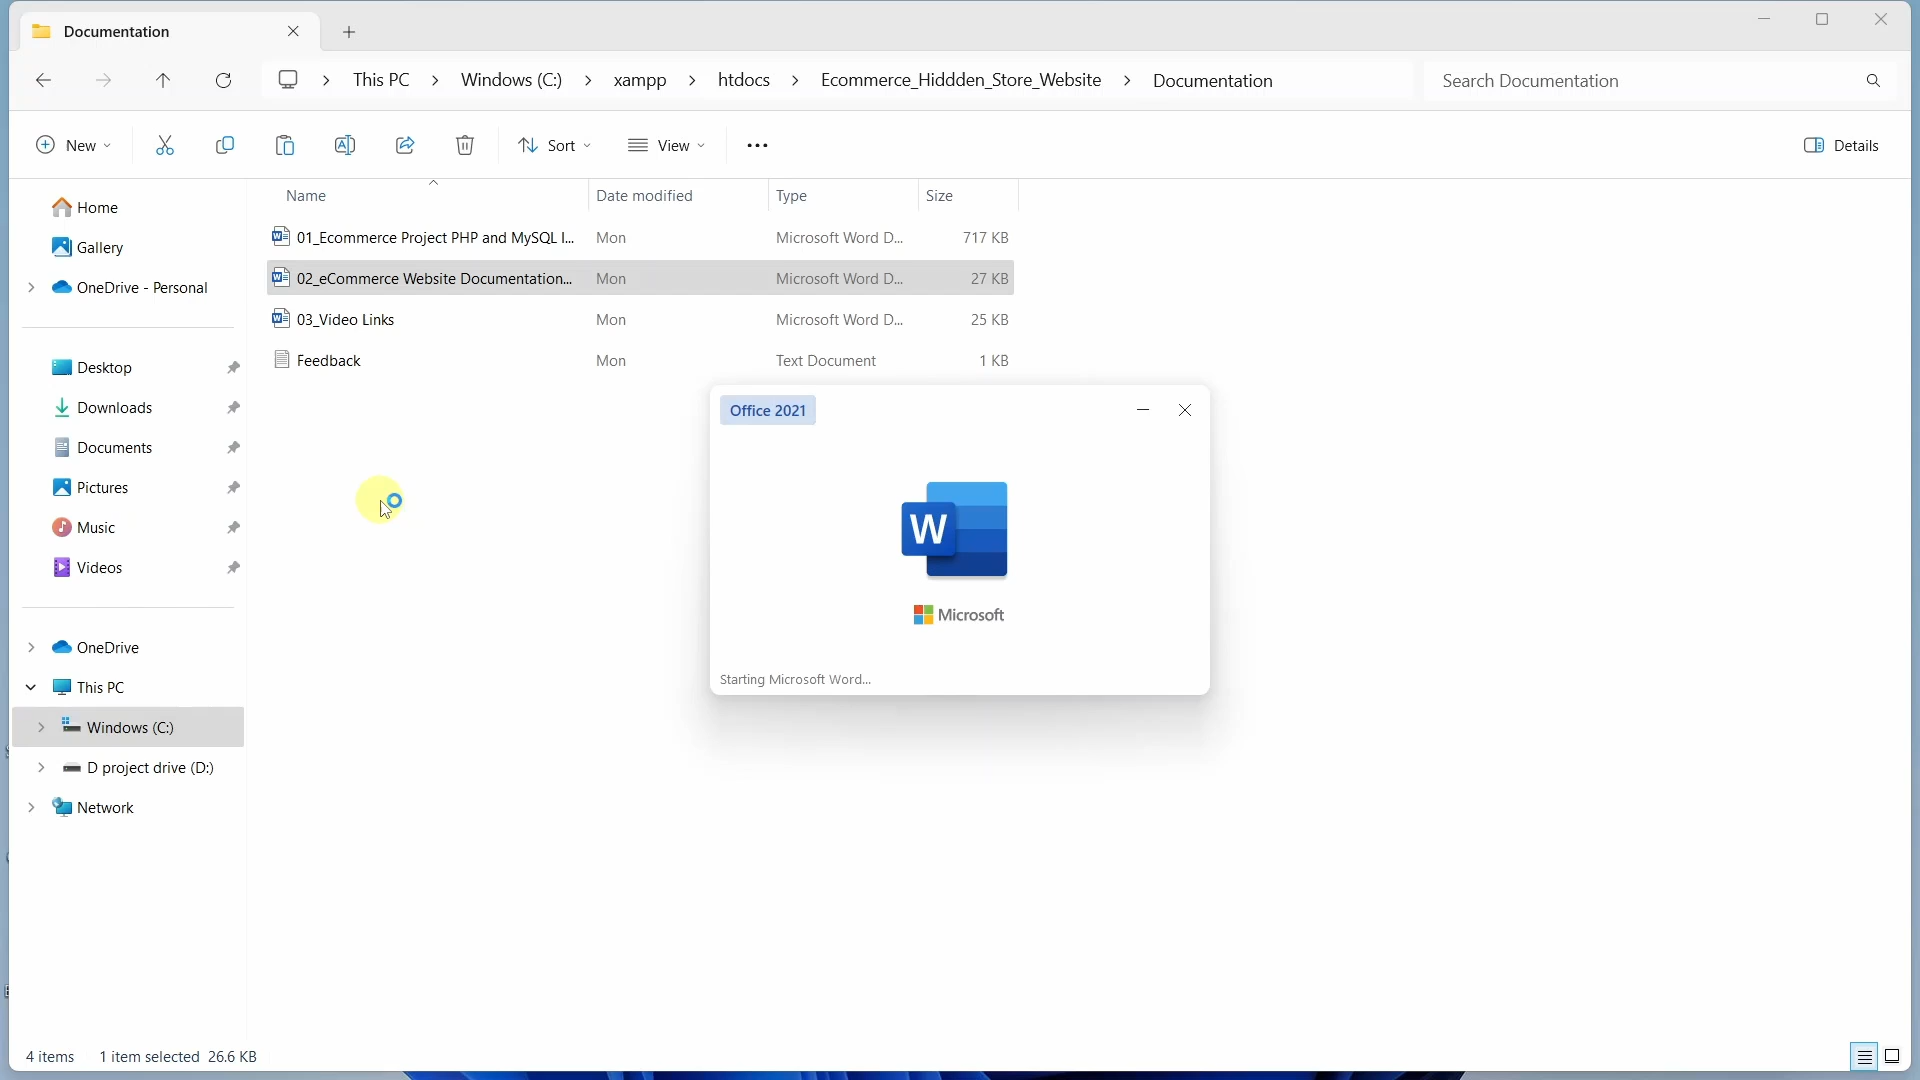 Documentation
This PC
Windows (C:)
xampp
htdocs
Ecommerce_Hiddden_Store_Website
Documentation
Search Documentation
New
Sort
View
Details
Name
Date modified
Type
Size
Home
Gallery
OneDrive - Personal
Desktop
Downloads
Documents
Pictures
Music
Videos
OneDrive
This PC
Windows (C:)
D project drive (D:)
Network
01_Ecommerce Project PHP and MySQL I...
Mon
Microsoft Word D...
717 KB
02_eCommerce Website Documentation...
Mon
Microsoft Word D...
27 KB
03_Video Links
Mon
Microsoft Word D...
25 KB
Feedback
Mon
Text Document
1 KB
Office 2021
W
Microsoft
Starting Microsoft Word...
4 items
1 item selected 26.6 KB